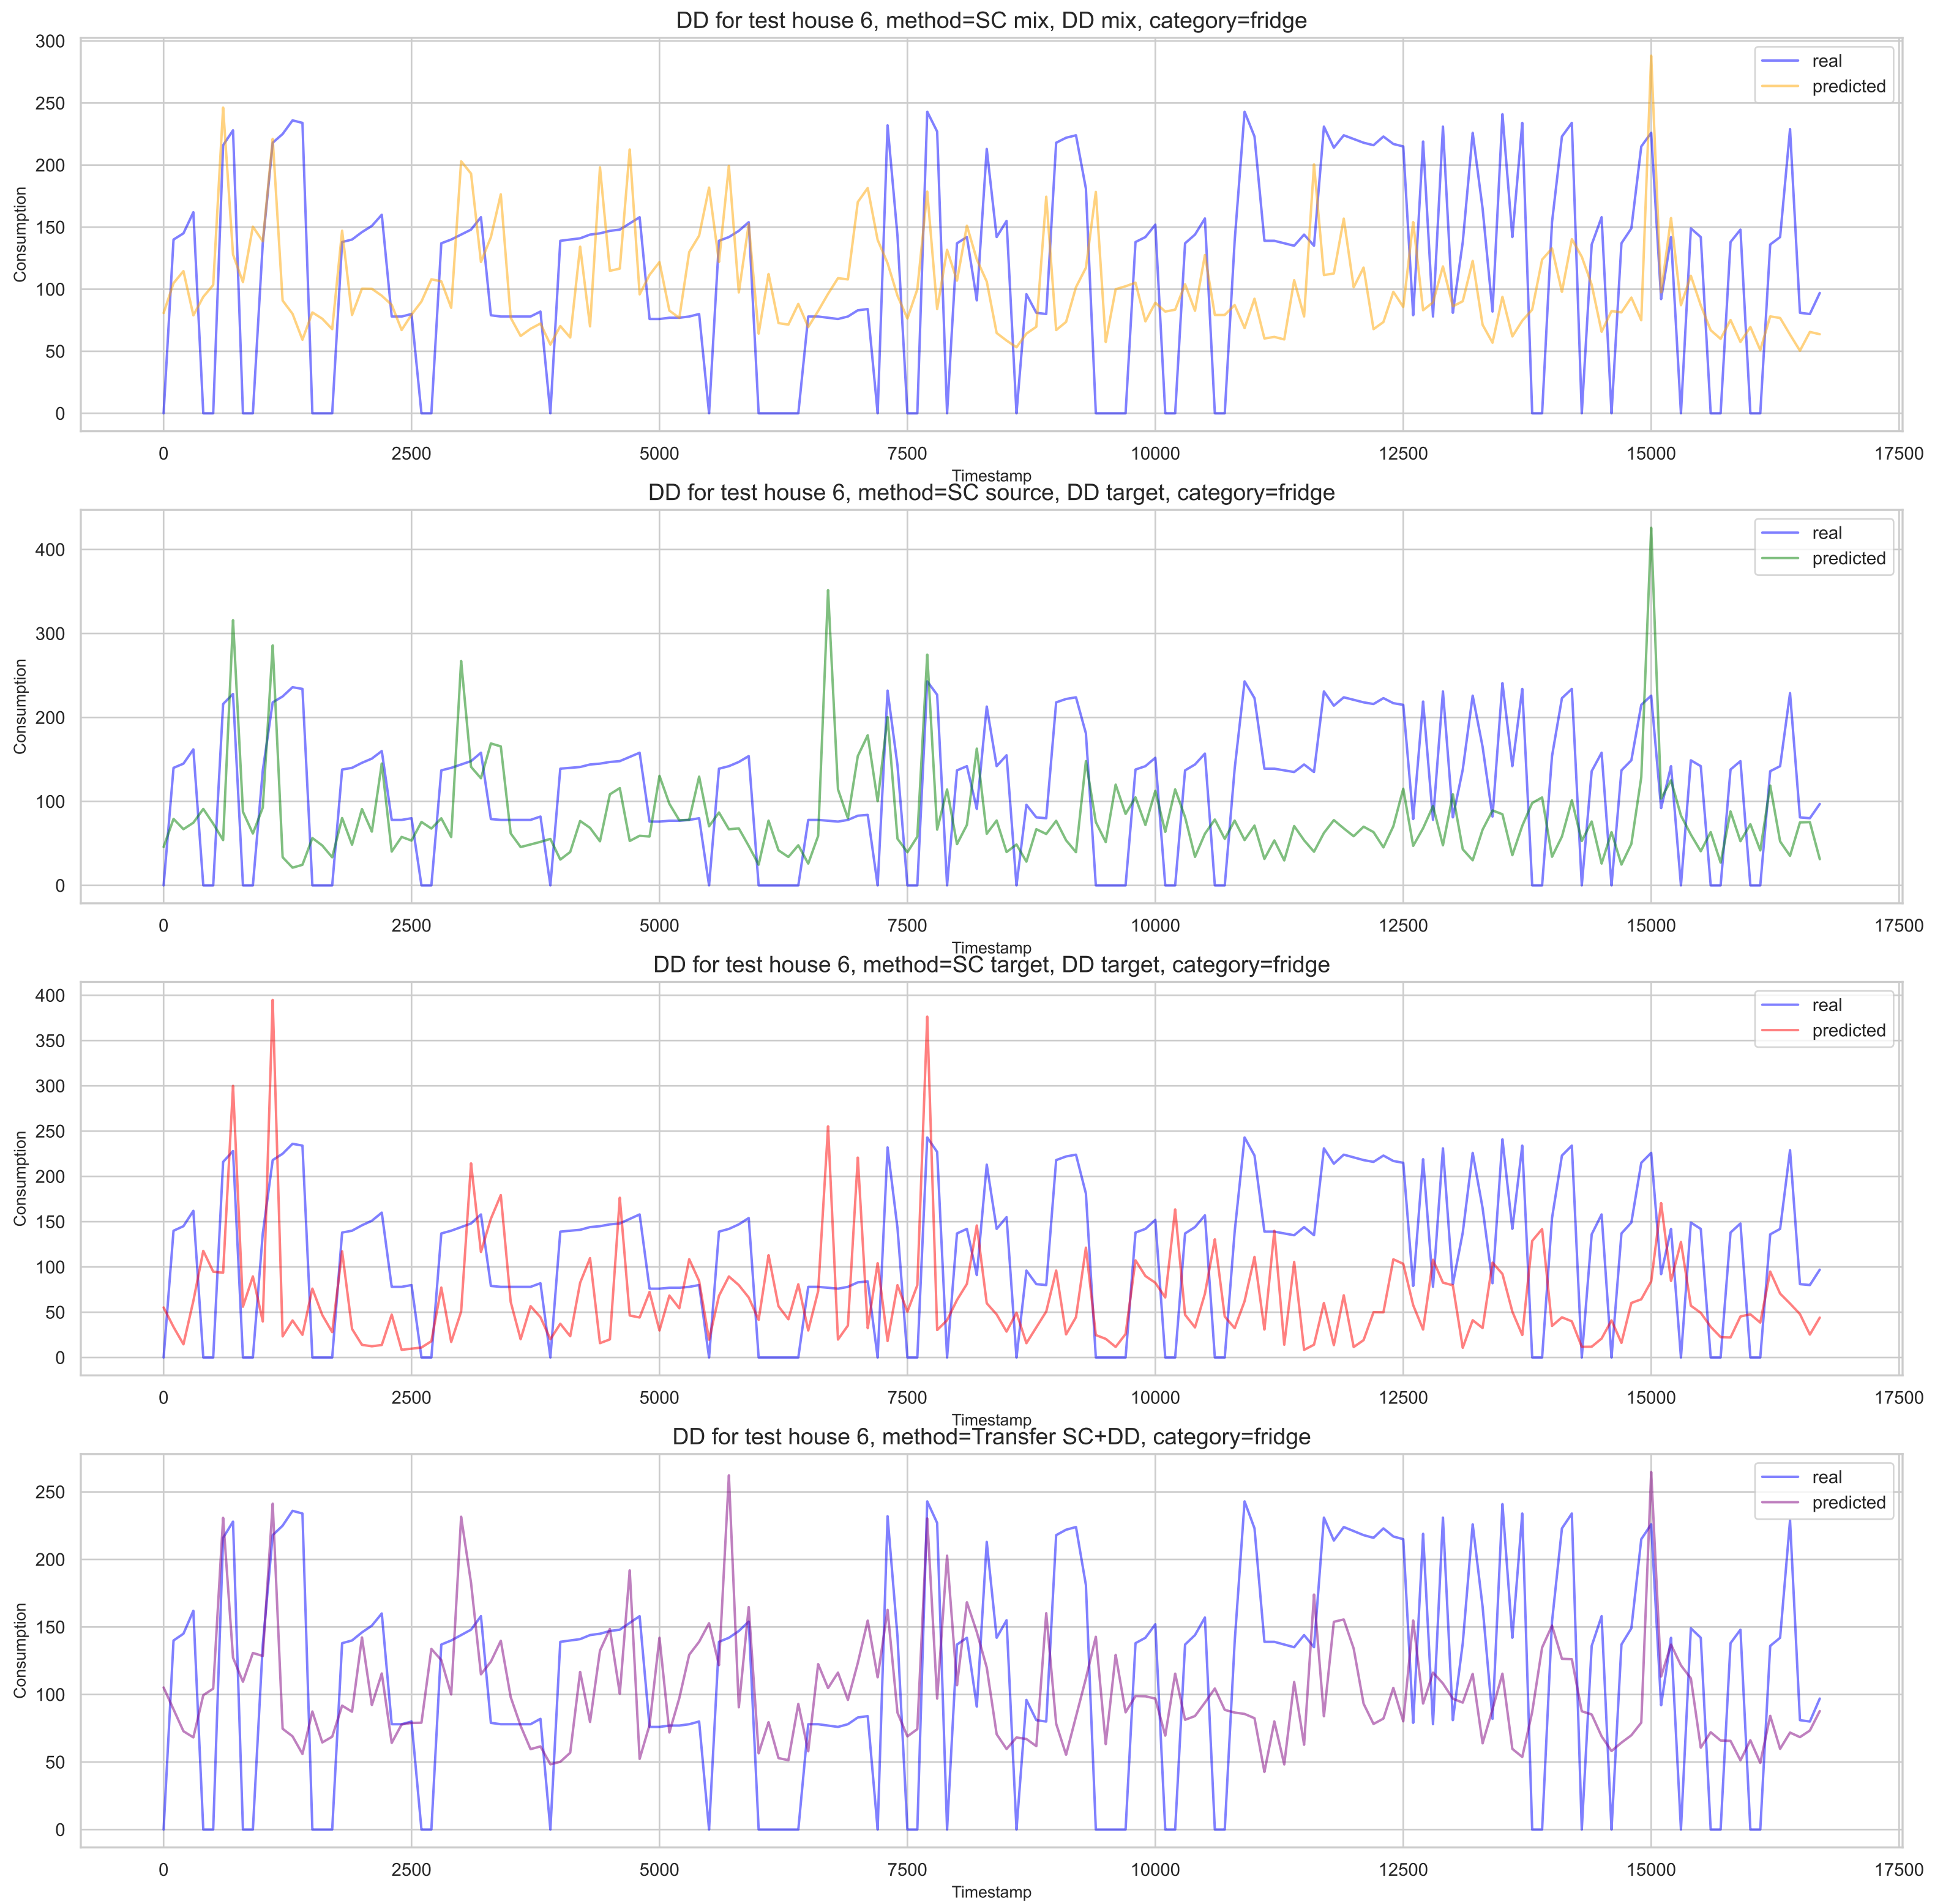 DD for test house 6, method=SC mix, DD mix, category=fridge
300
250
200
150
100
50
0
Consumption
real
predicted
0 2500 5000 7500 10000 12500 15000 17500
Timestamp
DD for test house 6, method=SC source, DD target, category=fridge
400
300
200
100
0
Consumption
real
predicted
0 2500 5000 7500 10000 12500 15000 17500
Timestamp
DD for test house 6, method=SC target, DD target, category=fridge
400
350
300
250
200
150
100
50
0
Consumption
real
predicted
0 2500 5000 7500 10000 12500 15000 17500
Timestamp
DD for test house 6, method=Transfer SC+DD, category=fridge
250
200
150
100
50
0
Consumption
real
predicted
0 2500 5000 7500 10000 12500 15000 17500
Timestamp